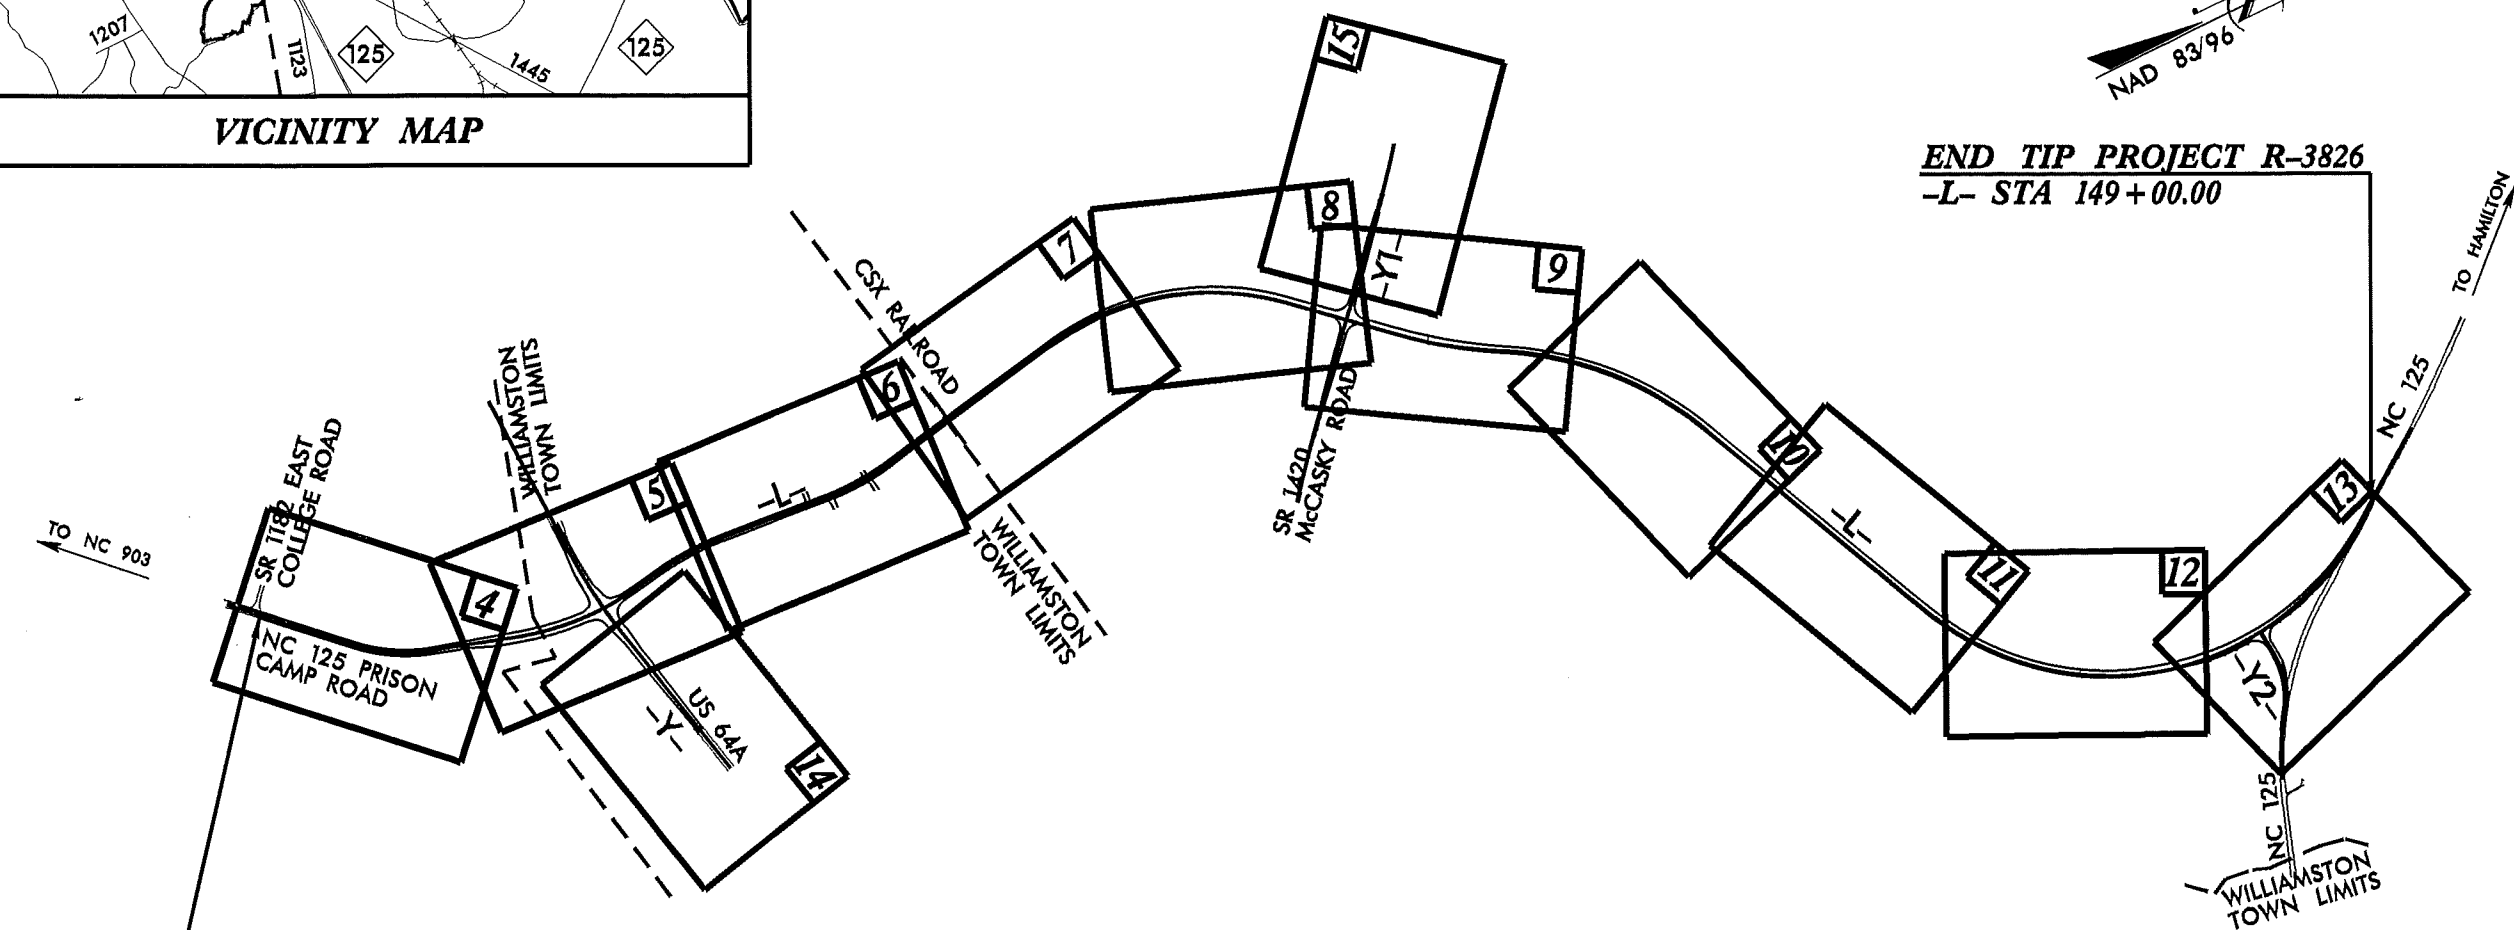 1207
1123
125
1445
125
VICINITY MAP
NAD 83/96
END TIP PROJECT R-3826
-L- STA 149+00.00
TO HAMILTON
NC 125
15
8
-Y1-
9
7
CSX RAILROAD
6
WILLIAMSTON
TOWN LIMITS
5
-L-
SR 1182 EAST
COLLEGE ROAD
TO NC 903
4
NC 125 PRISON
CAMP ROAD
US 64A
-Y-
14
WILLIAMSTON
TOWN LIMITS
SR 1420
McCASKY ROAD
10
-L-
11
12
13
-Y2-
NC 125
WILLIAMSTON
TOWN LIMITS